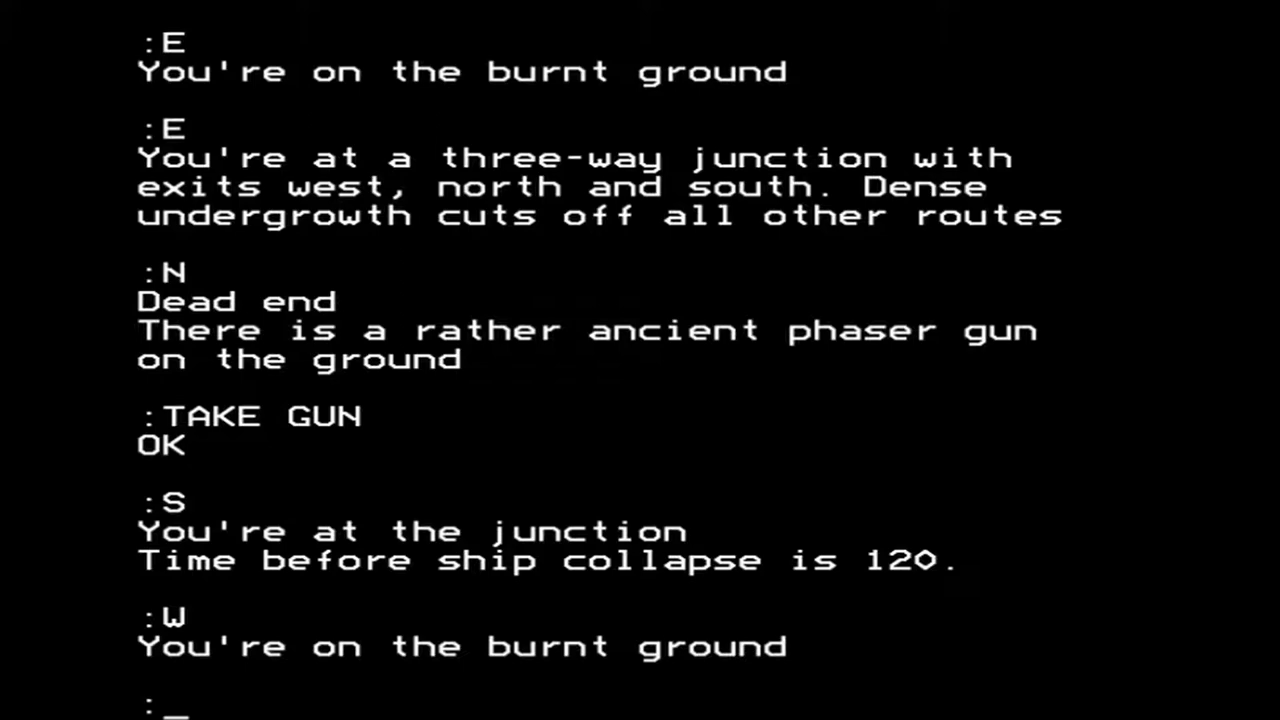 :E
You're on the burnt ground
:E
You're at a three-way junction with
exits west, north and south. Dense
undergrowth cuts off all other routes
:N
Dead end
There is a rather ancient phaser gun
on the ground
:TAKE GUN
OK
:S
You're at the junction
Time before ship collapse is 120.
:W
You're on the burnt ground
:_